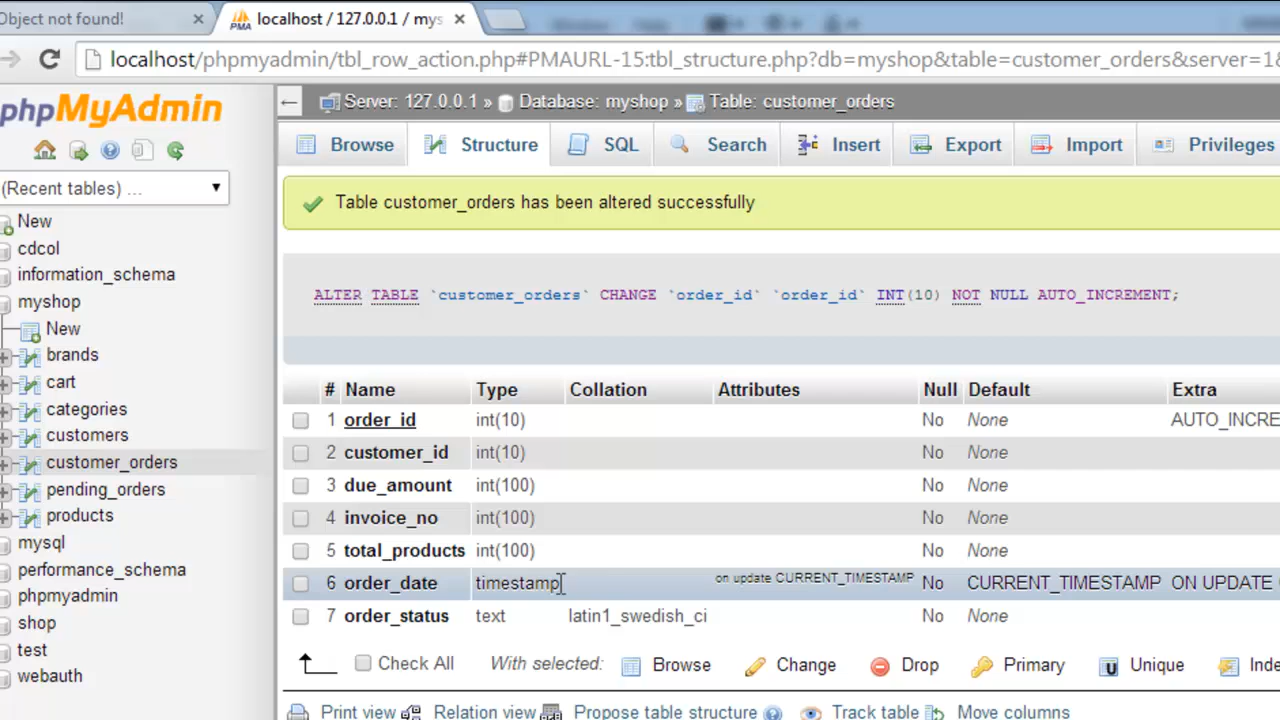 Object not found!
localhost / 127.0.0.1 / mys
localhost/phpmyadmin/tbl_row_action.php#PMAURL-15:tbl_structure.php?db=myshop&table=customer_orders&server=1&
phpMyAdmin
Server: 127.0.0.1 » Database: myshop » Table: customer_orders
Browse Structure SQL Search Insert Export Import Privileges
(Recent tables) ...
New
cdcol
information_schema
myshop
New
brands
cart
categories
customers
customer_orders
pending_orders
products
mysql
performance_schema
phpmyadmin
shop
test
webauth
Table customer_orders has been altered successfully
ALTER TABLE `customer_orders` CHANGE `order_id` `order_id` INT(10) NOT NULL AUTO_INCREMENT;
# Name Type Collation Attributes Null Default Extra
1 order_id int(10) No None AUTO_INCRE
2 customer_id int(10) No None
3 due_amount int(100) No None
4 invoice_no int(100) No None
5 total_products int(100) No None
6 order_date timestamp on update CURRENT_TIMESTAMP No CURRENT_TIMESTAMP ON UPDATE
7 order_status text latin1_swedish_ci No None
Check All With selected: Browse Change Drop Primary Unique Inde
Print view Relation view Propose table structure Track table Move columns